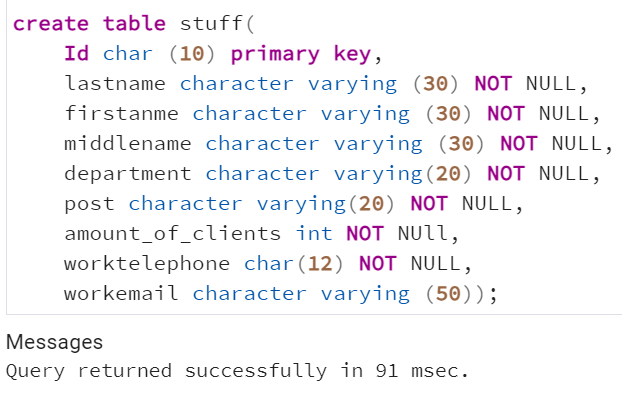 create table stuff(
Id char (10) primary key,
lastname character varying (30) NOT NULL,
firstanme character varying (30) NOT NULL,
middlename character varying (30) NOT NULL,
department character varying(20) NOT NULL,
post character varying(20) NOT NULL,
amount_of_clients int NOT NUll,
worktelephone char(12) NOT NULL,
workemail character varying (50));
Messages
Query returned successfully in 91 msec.